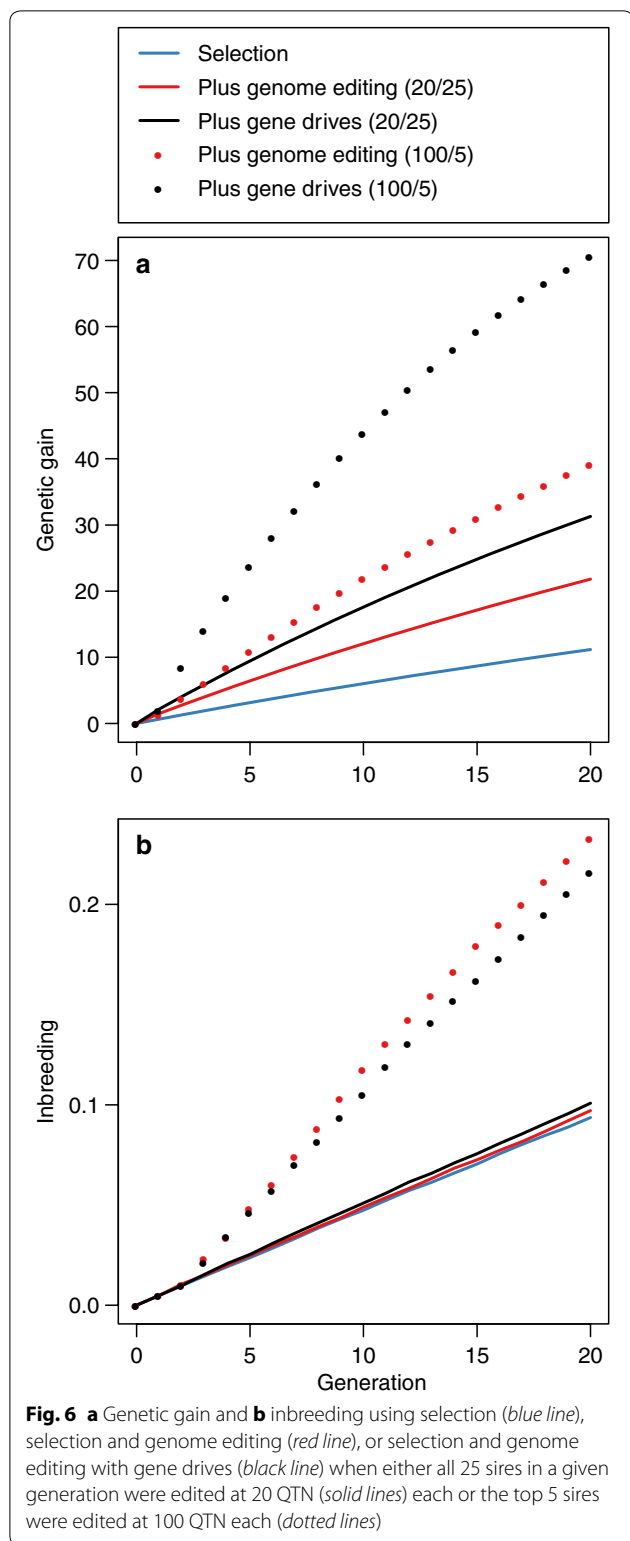 Selection
Plus genome editing (20/25)
Plus gene drives (20/25)
Plus genome editing (100/5)
Plus gene drives (100/5)
a
70
60
50
40
30
20
10
0
Genetic gain
0 5 10 15 20
b
0.2
0.1
0.0
Inbreeding
0 5 10 15 20
Generation
Fig. 6 a Genetic gain and b inbreeding using selection (blue line),
selection and genome editing (red line), or selection and genome
editing with gene drives (black line) when either all 25 sires in a given
generation were edited at 20 QTN (solid lines) each or the top 5 sires
were edited at 100 QTN each (dotted lines)